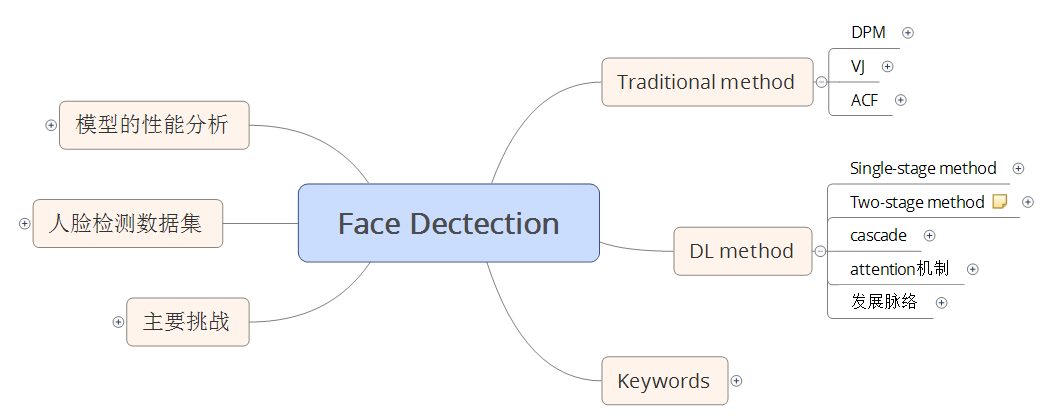 Face Dectection
Traditional method
DPM
VJ
ACF
DL method
Single-stage method
Two-stage method
cascade
attention机制
发展脉络
Keywords
模型的性能分析
人脸检测数据集
主要挑战